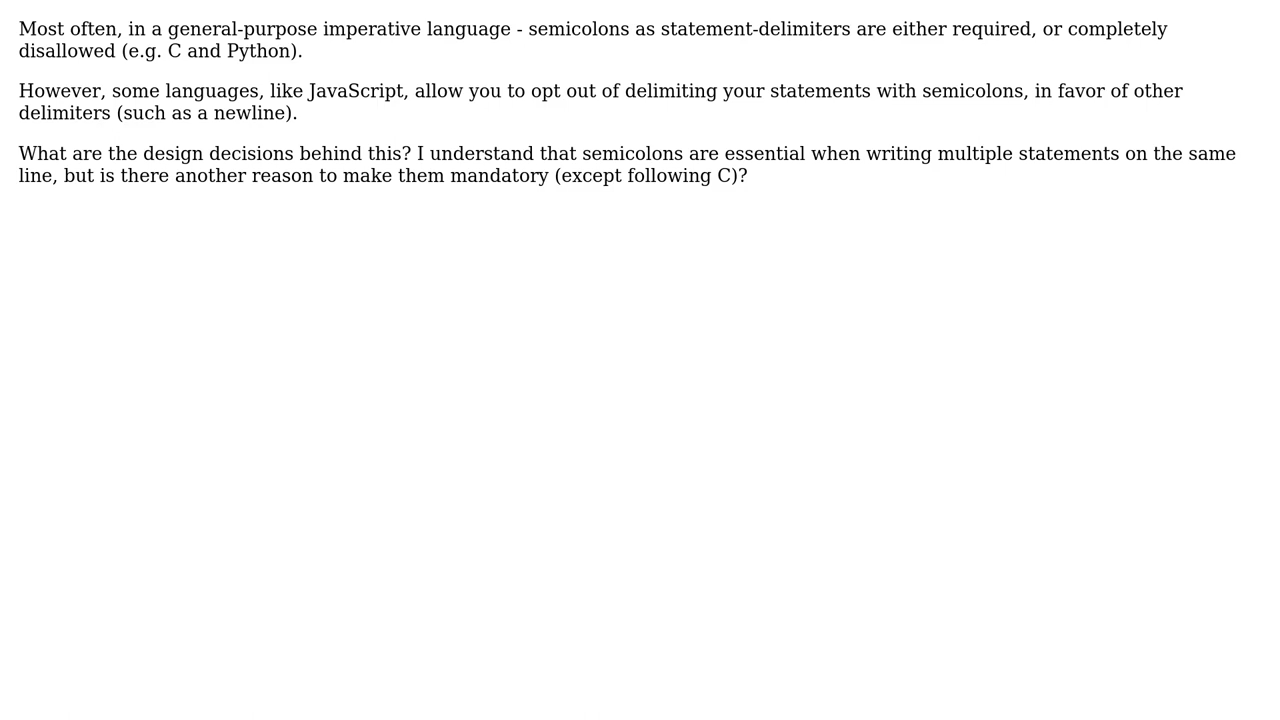 Most often, in a general-purpose imperative language - semicolons as statement-delimiters are either required, or completely
disallowed (e.g. C and Python).
However, some languages, like JavaScript, allow you to opt out of delimiting your statements with semicolons, in favor of other
delimiters (such as a newline).
What are the design decisions behind this? I understand that semicolons are essential when writing multiple statements on the same
line, but is there another reason to make them mandatory (except following C)?